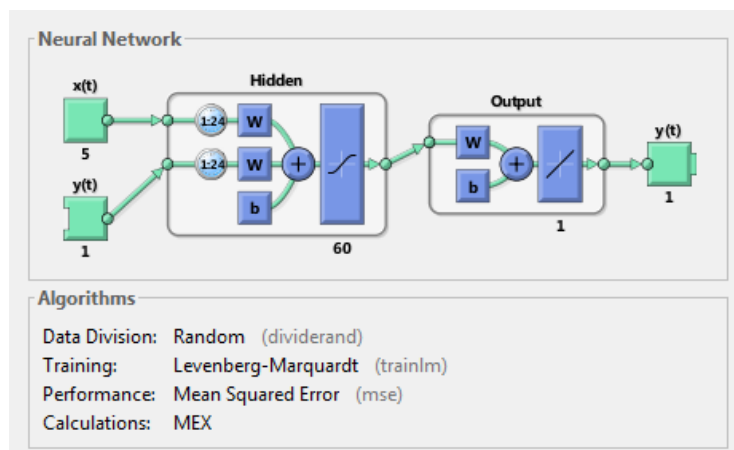 Neural Network
x(t)
5
y(t)
1
Hidden
1:24
W
1:24
W
b
60
Output
W
b
1
y(t)
1
Algorithms
Data Division: Random (dividerand)
Training: Levenberg-Marquardt (trainlm)
Performance: Mean Squared Error (mse)
Calculations: MEX